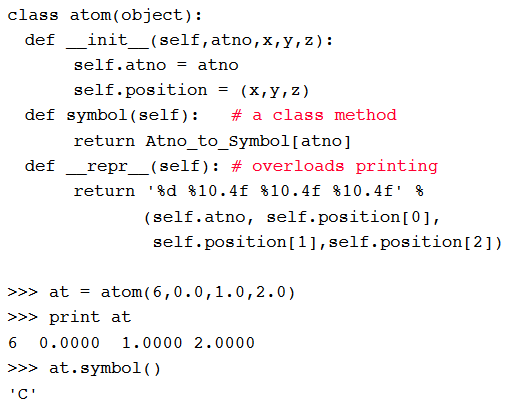 class atom(object):
  def __init__(self,atno,x,y,z):
       self.atno = atno
       self.position = (x,y,z)
  def symbol(self):   # a class method
       return Atno_to_Symbol[atno]
  def __repr__(self): # overloads printing
       return '%d %10.4f %10.4f %10.4f' %
              (self.atno, self.position[0],
               self.position[1],self.position[2])
>>> at = atom(6,0.0,1.0,2.0)
>>> print at
6  0.0000  1.0000 2.0000
>>> at.symbol()
'C'